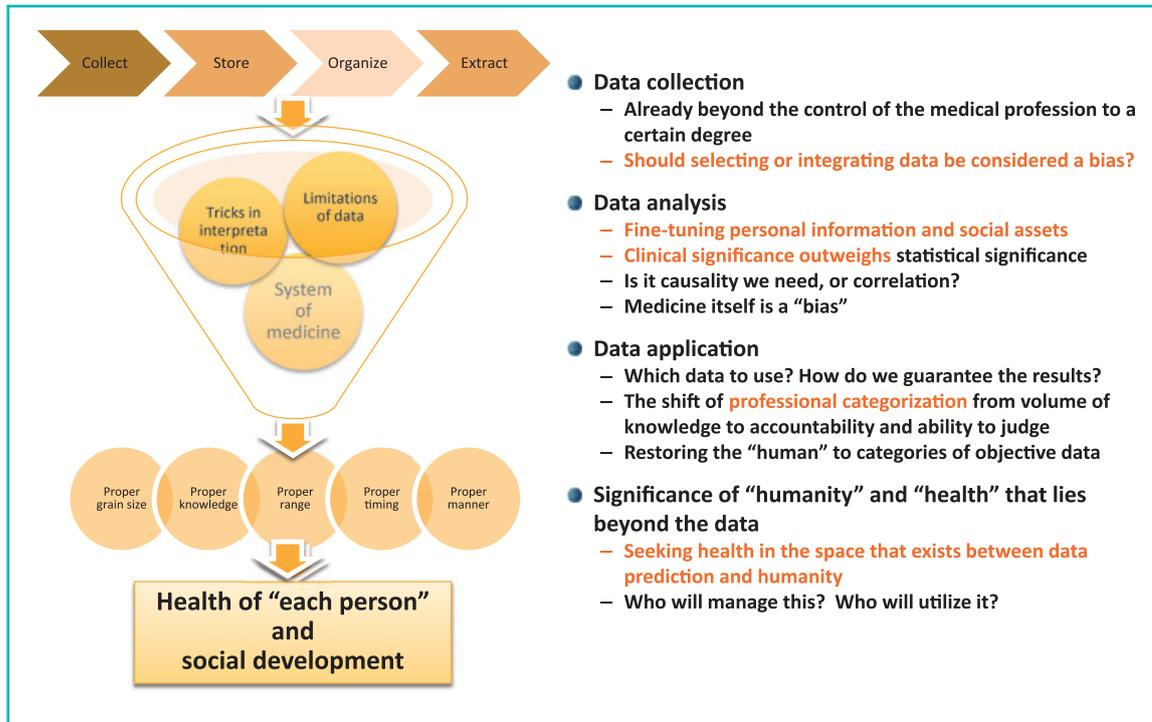 Collect
Store
Organize
Extract
Tricks in
interpreta
tion
Limitations
of data
System
of
medicine
Proper
grain size
Proper
knowledge
Proper
range
Proper
timing
Proper
manner
Health of “each person”
and
social development
Data collection
– Already beyond the control of the medical profession to a
certain degree
– Should selecting or integrating data be considered a bias?
Data analysis
– Fine-tuning personal information and social assets
– Clinical significance outweighs statistical significance
– Is it causality we need, or correlation?
– Medicine itself is a “bias”
Data application
– Which data to use? How do we guarantee the results?
– The shift of professional categorization from volume of
knowledge to accountability and ability to judge
– Restoring the “human” to categories of objective data
Significance of “humanity” and “health” that lies
beyond the data
– Seeking health in the space that exists between data
prediction and humanity
– Who will manage this? Who will utilize it?